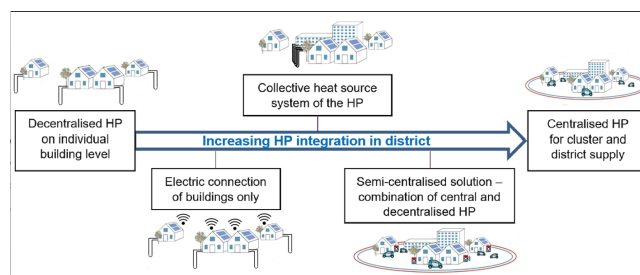 Collective heat source
system of the HP
Decentralised HP
on individual
building level
Increasing HP integration in district
Centralised HP
for cluster and
district supply
Electric connection
of buildings only
Semi-centralised solution –
combination of central and
decentralised HP